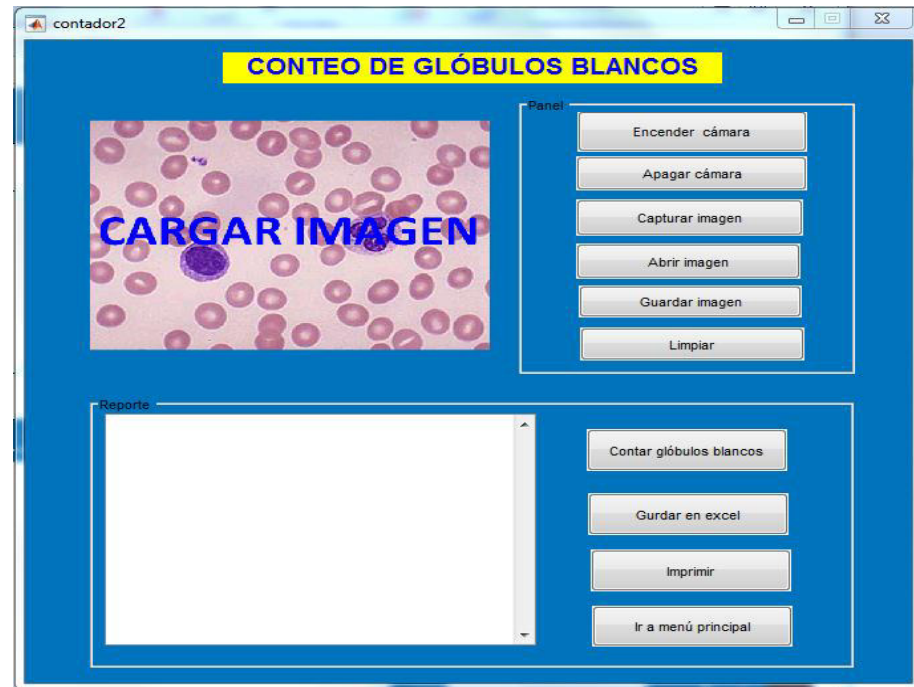 contador2
CONTEO DE GLÓBULOS BLANCOS
CARGAR IMAGEN
Panel
Encender cámara
Apagar cámara
Capturar imagen
Abrir imagen
Guardar imagen
Limpiar
Reporte
Contar glóbulos blancos
Gurdar en excel
Imprimir
Ir a menú principal